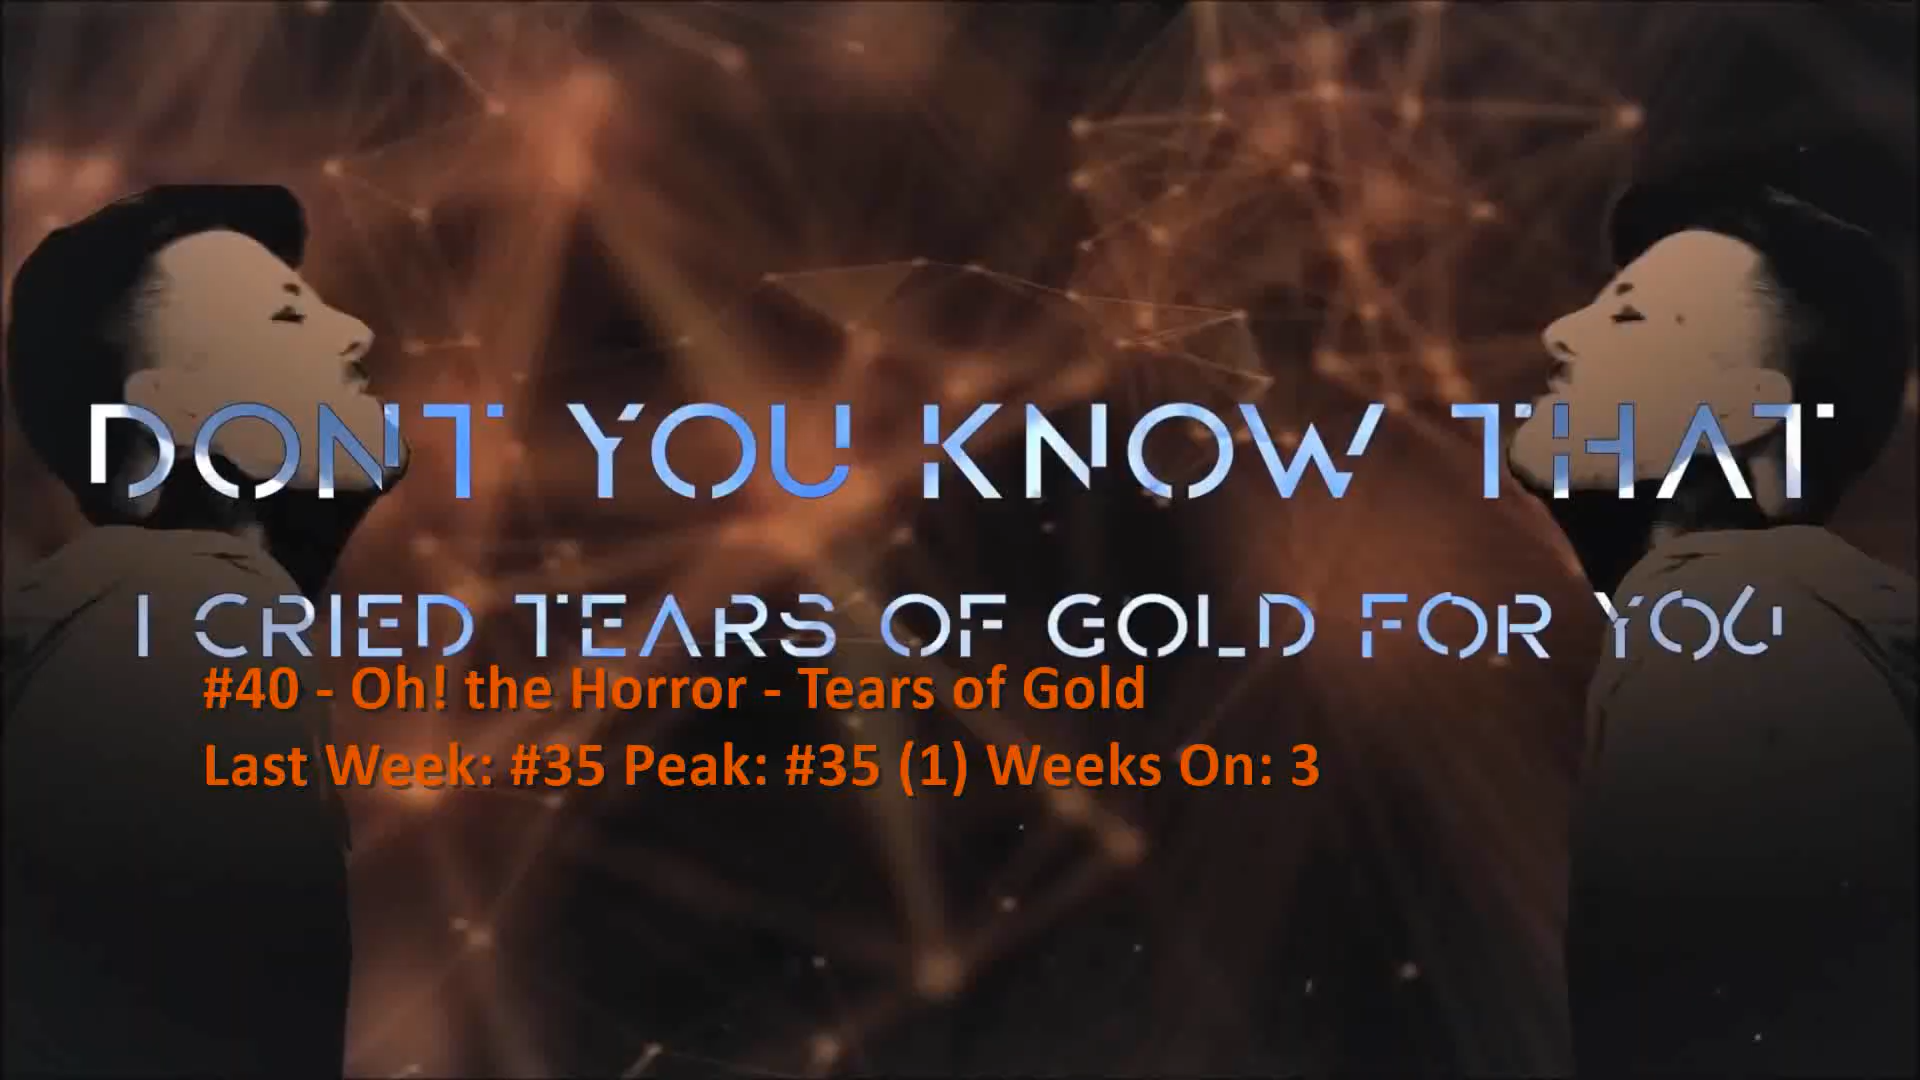 DONT YOU KNOW THAT
I CRIED TEARS OF GOLD FOR YOU
#40 - Oh! the Horror - Tears of Gold
Last Week: #35 Peak: #35 (1) Weeks On: 3